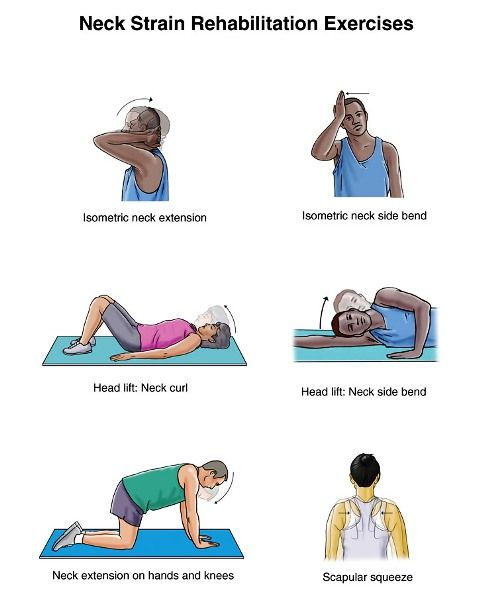 Neck Strain Rehabilitation Exercises
Isometric neck extension
Isometric neck side bend
Head lift: Neck curl
Head lift: Neck side bend
Neck extension on hands and knees
Scapular squeeze